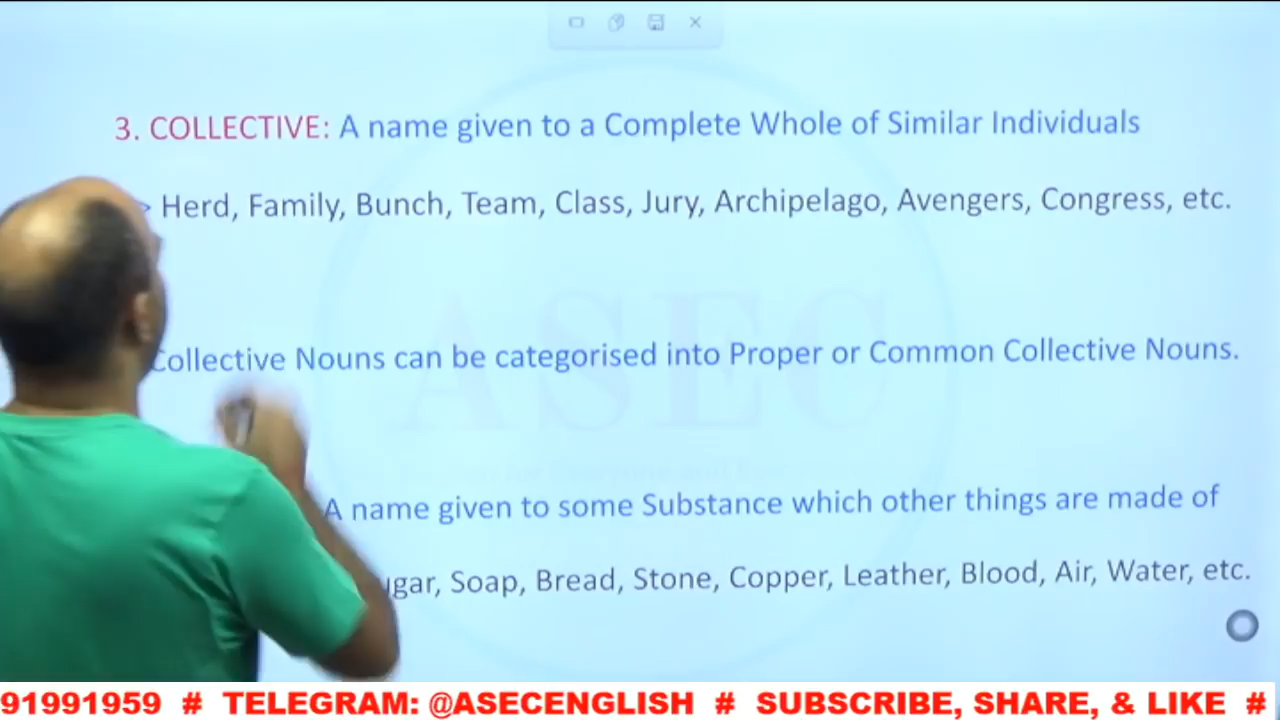 3. COLLECTIVE: A name given to a Complete Whole of Similar Individuals
> Herd, Family, Bunch, Team, Class, Jury, Archipelago, Avengers, Congress, etc.
ASEC
Collective Nouns can be categorised into Proper or Common Collective Nouns.
A name given to some Substance which other things are made of
ugar, Soap, Bread, Stone, Copper, Leather, Blood, Air, Water, etc.
91991959 # TELEGRAM: @ASECENGLISH # SUBSCRIBE, SHARE, & LIKE #